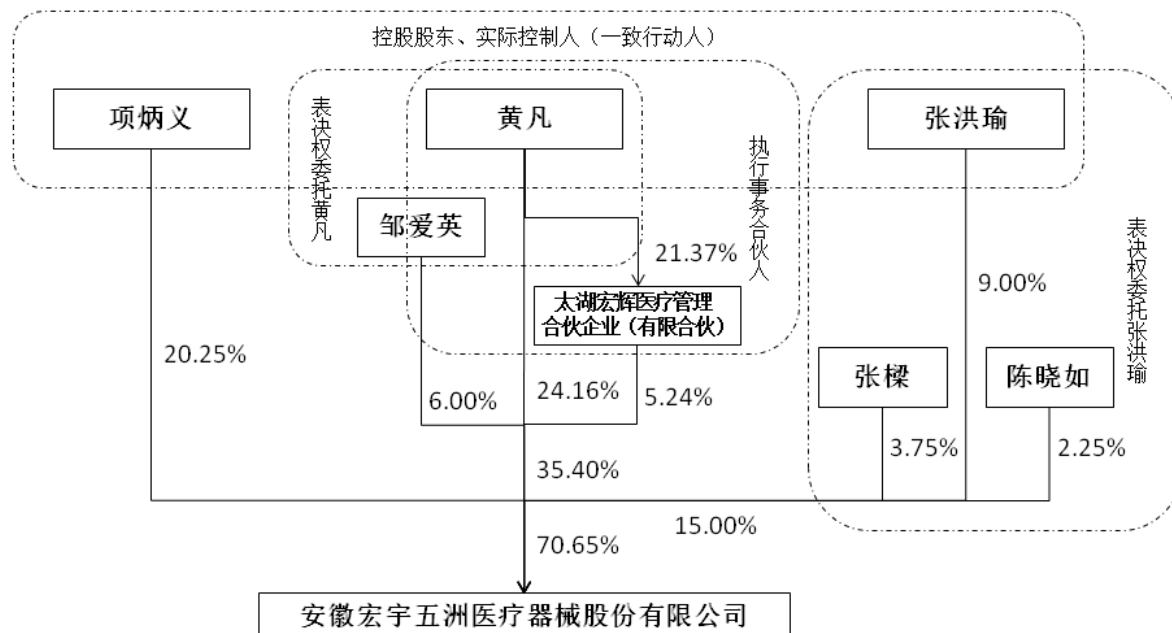 控股股东、实际控制人（一致行动人）
项炳义
黄凡
张洪瑜
表决权委托黄凡
执行事务合伙人
邹爱英
表决权委托张洪瑜
21.37%
9.00%
太湖宏辉医疗管理
合伙企业（有限合伙）
20.25%
张樑
陈晓如
6.00%
24.16%
5.24%
3.75%
2.25%
35.40%
15.00%
70.65%
安徽宏宇五洲医疗器械股份有限公司